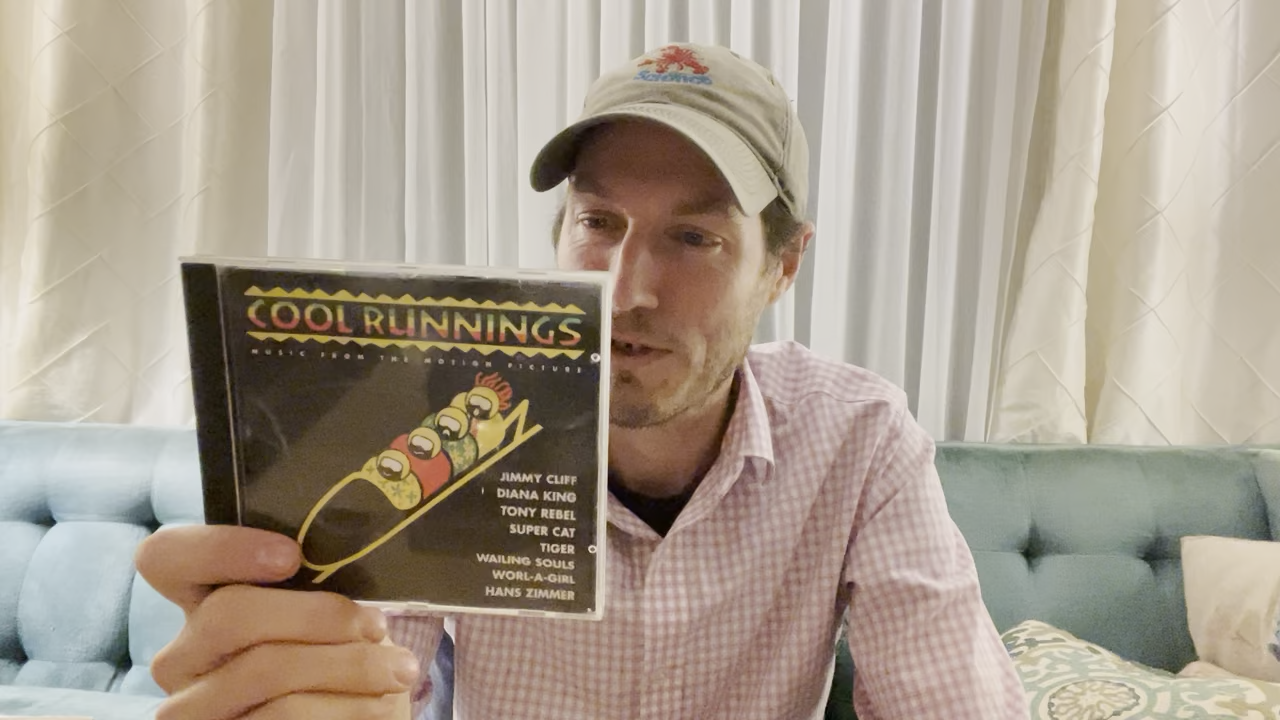 COOL RUNNINGS
MUSIC FROM THE MOTION PICTURE
JIMMY CLIFF
DIANA KING
TONY REBEL
SUPER CAT
TIGER
WAILING SOULS
WORL-A-GIRL
HANS ZIMMER